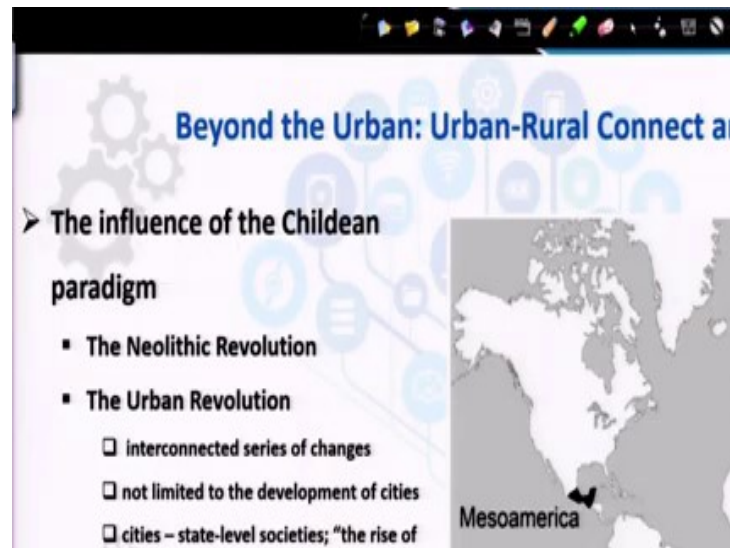 Beyond the Urban: Urban-Rural Connect
➢ The influence of the Childean
paradigm
▪ The Neolithic Revolution
▪ The Urban Revolution
❑ interconnected series of changes
❑ not limited to the development of cities
❑ cities – state-level societies; “the rise of
Mesoamerica